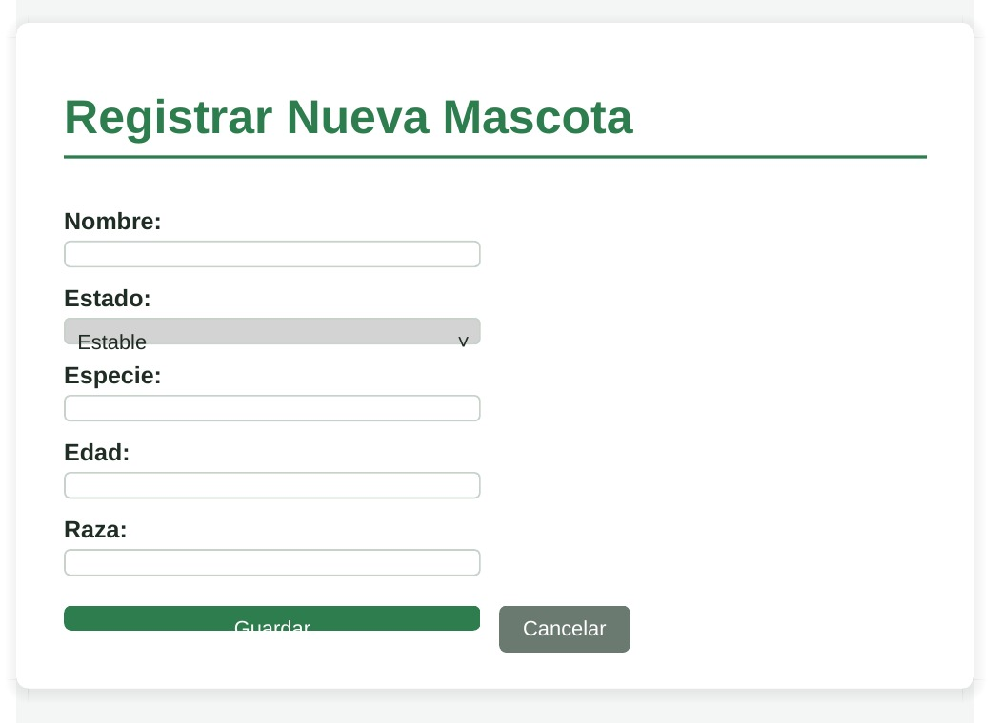 Registrar Nueva Mascota
Nombre:
Estado:
Estable v
Especie:
Edad:
Raza:
Guardar Cancelar